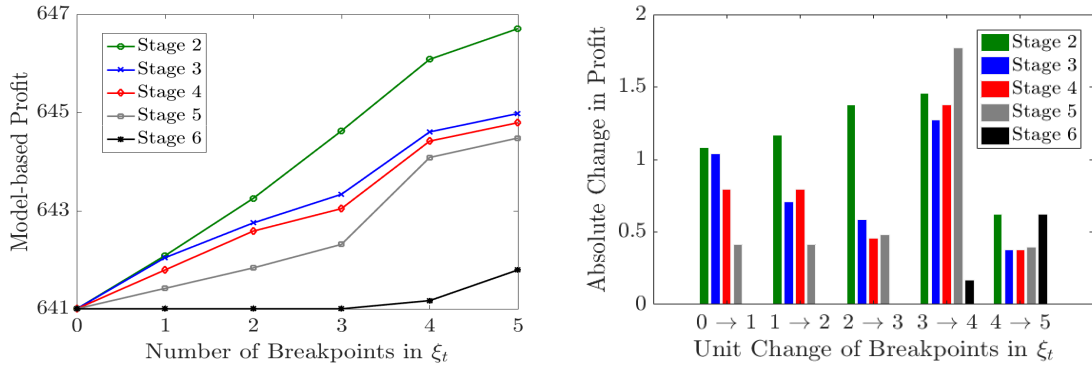 647
645
643
641
Model-based Profit
Stage 2
Stage 3
Stage 4
Stage 5
Stage 6
0 1 2 3 4 5
Number of Breakpoints in ξt
2
1.5
1
0.5
0
Absolute Change in Profit
Stage 2
Stage 3
Stage 4
Stage 5
Stage 6
0 → 1 1 → 2 2 → 3 3 → 4 4 → 5
Unit Change of Breakpoints in ξt